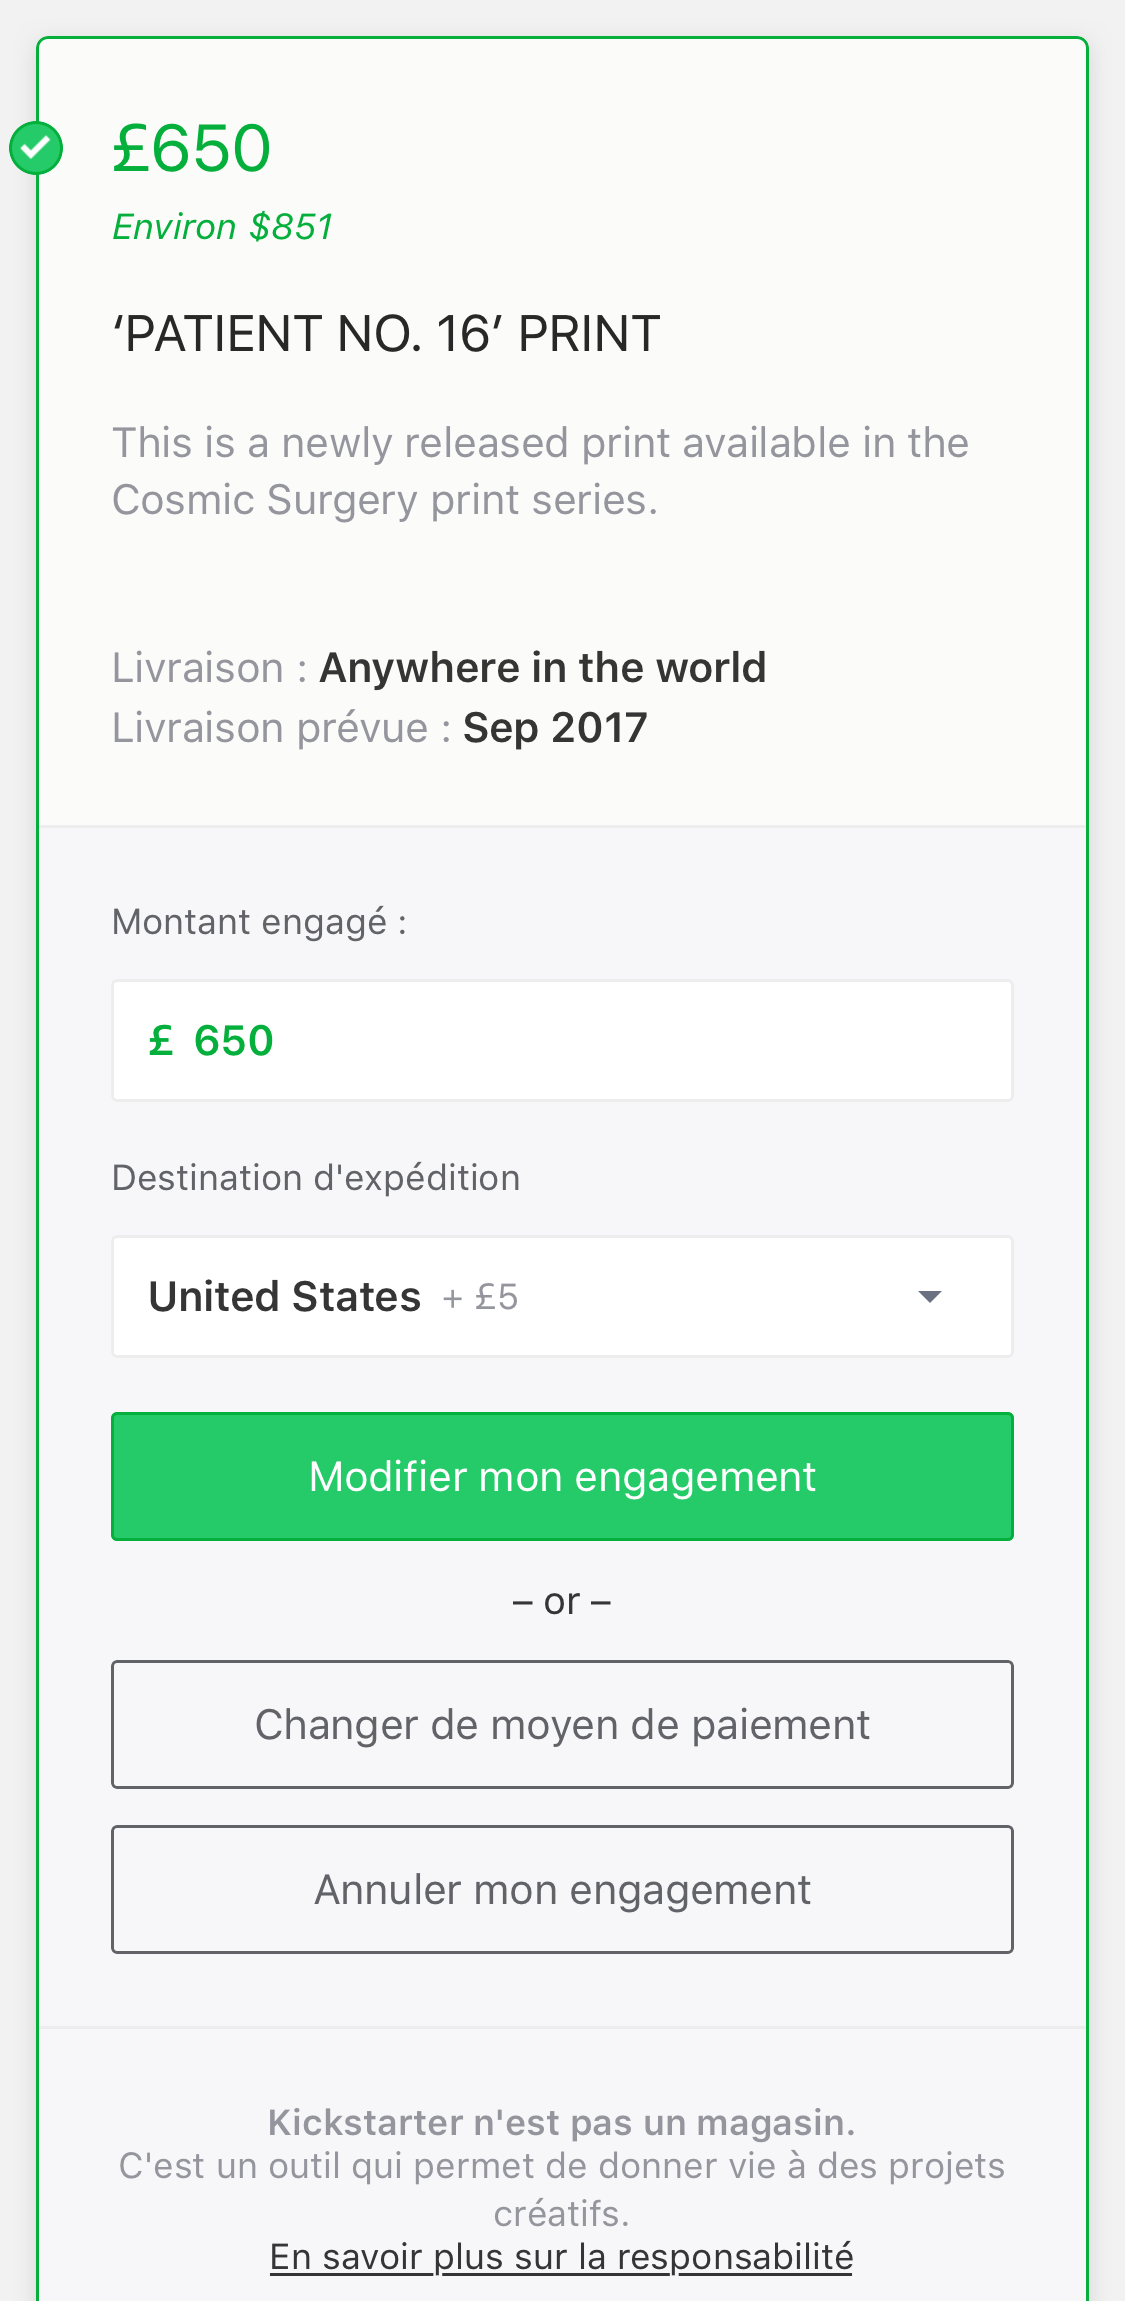 £650
Environ $851
‘PATIENT NO. 16’ PRINT
This is a newly released print available in the
Cosmic Surgery print series.
Livraison : Anywhere in the world
Livraison prévue : Sep 2017
Montant engagé :
£ 650
Destination d'expédition
United States + £5
Modifier mon engagement
– or –
Changer de moyen de paiement
Annuler mon engagement
Kickstarter n'est pas un magasin.
C'est un outil qui permet de donner vie à des projets
créatifs.
En savoir plus sur la responsabilité